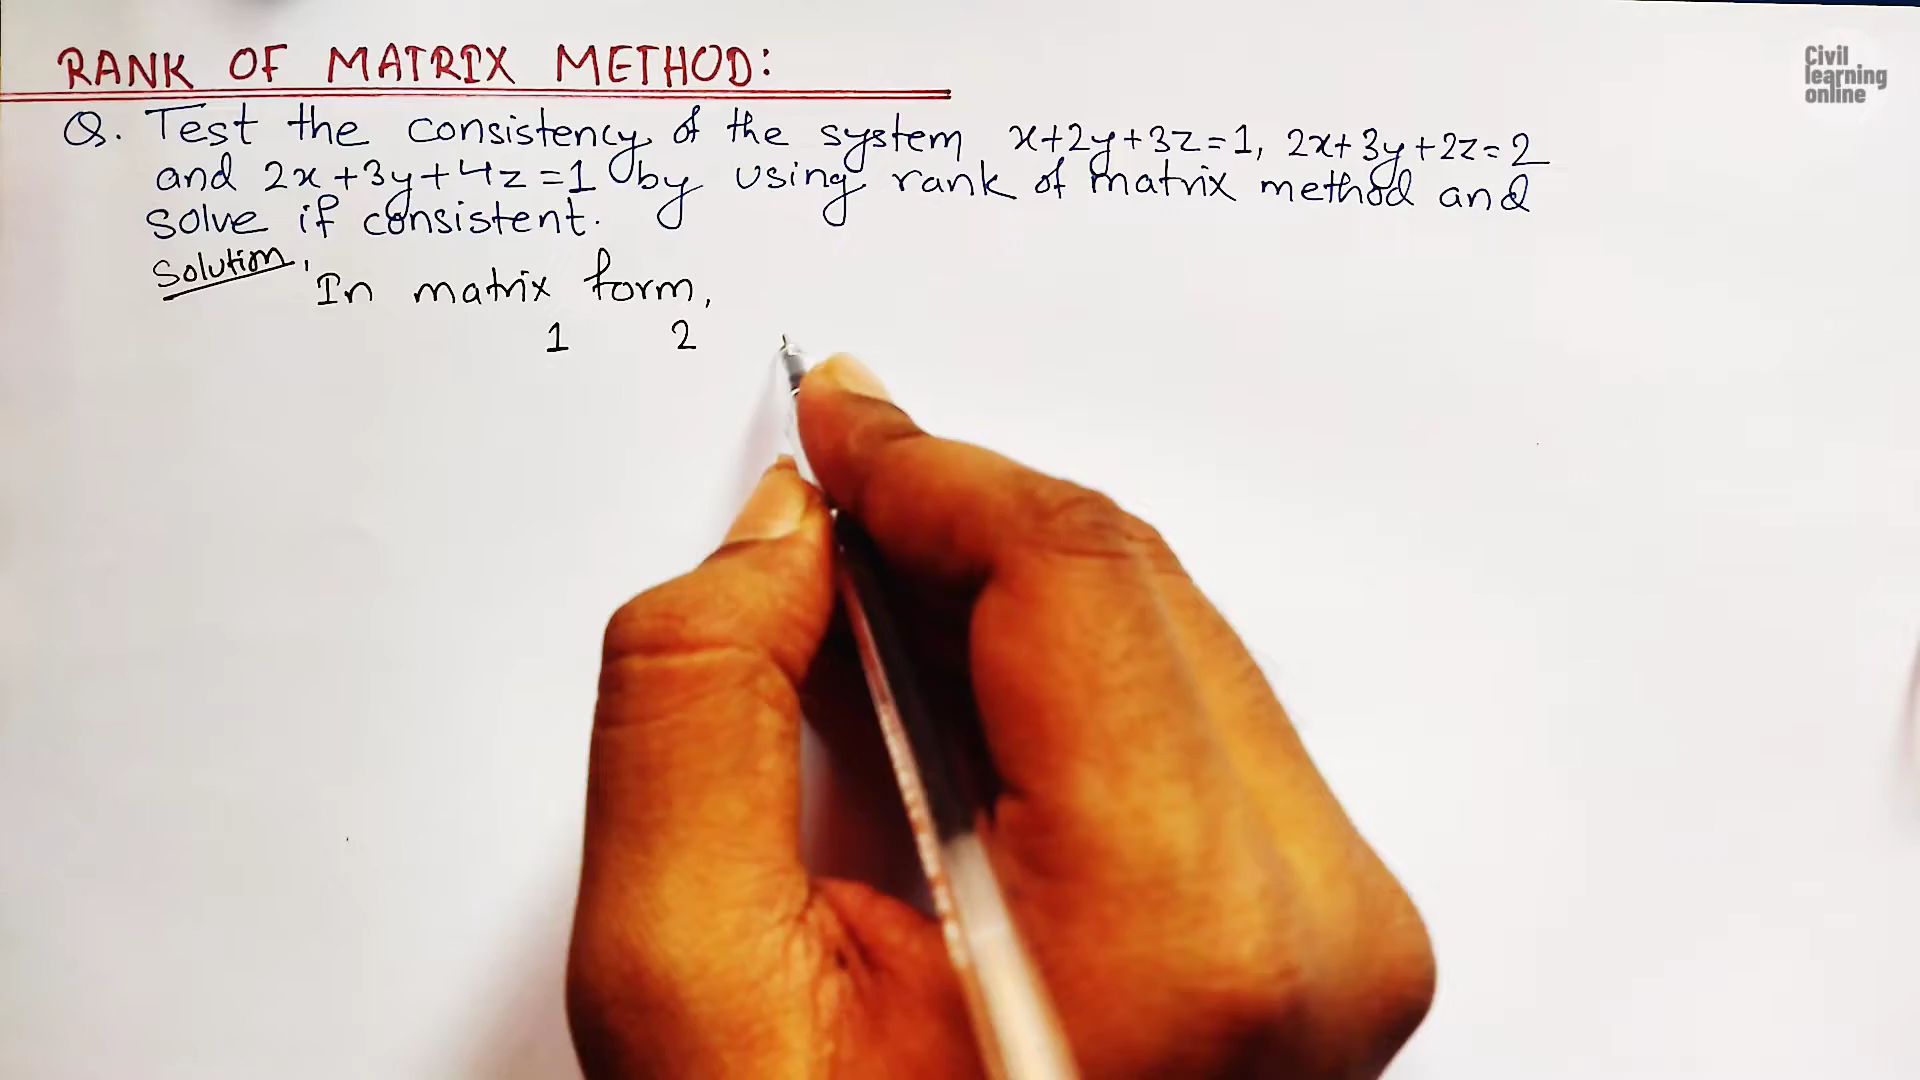 RANK OF MATRIX METHOD:
Civil
learning
online
Q. Test the consistency of the system x+2y+3z=1, 2x+3y+2z=2
and 2x+3y+4z=1 by using rank of matrix method and
solve if consistent.
Solution,
In matrix form,
1 2